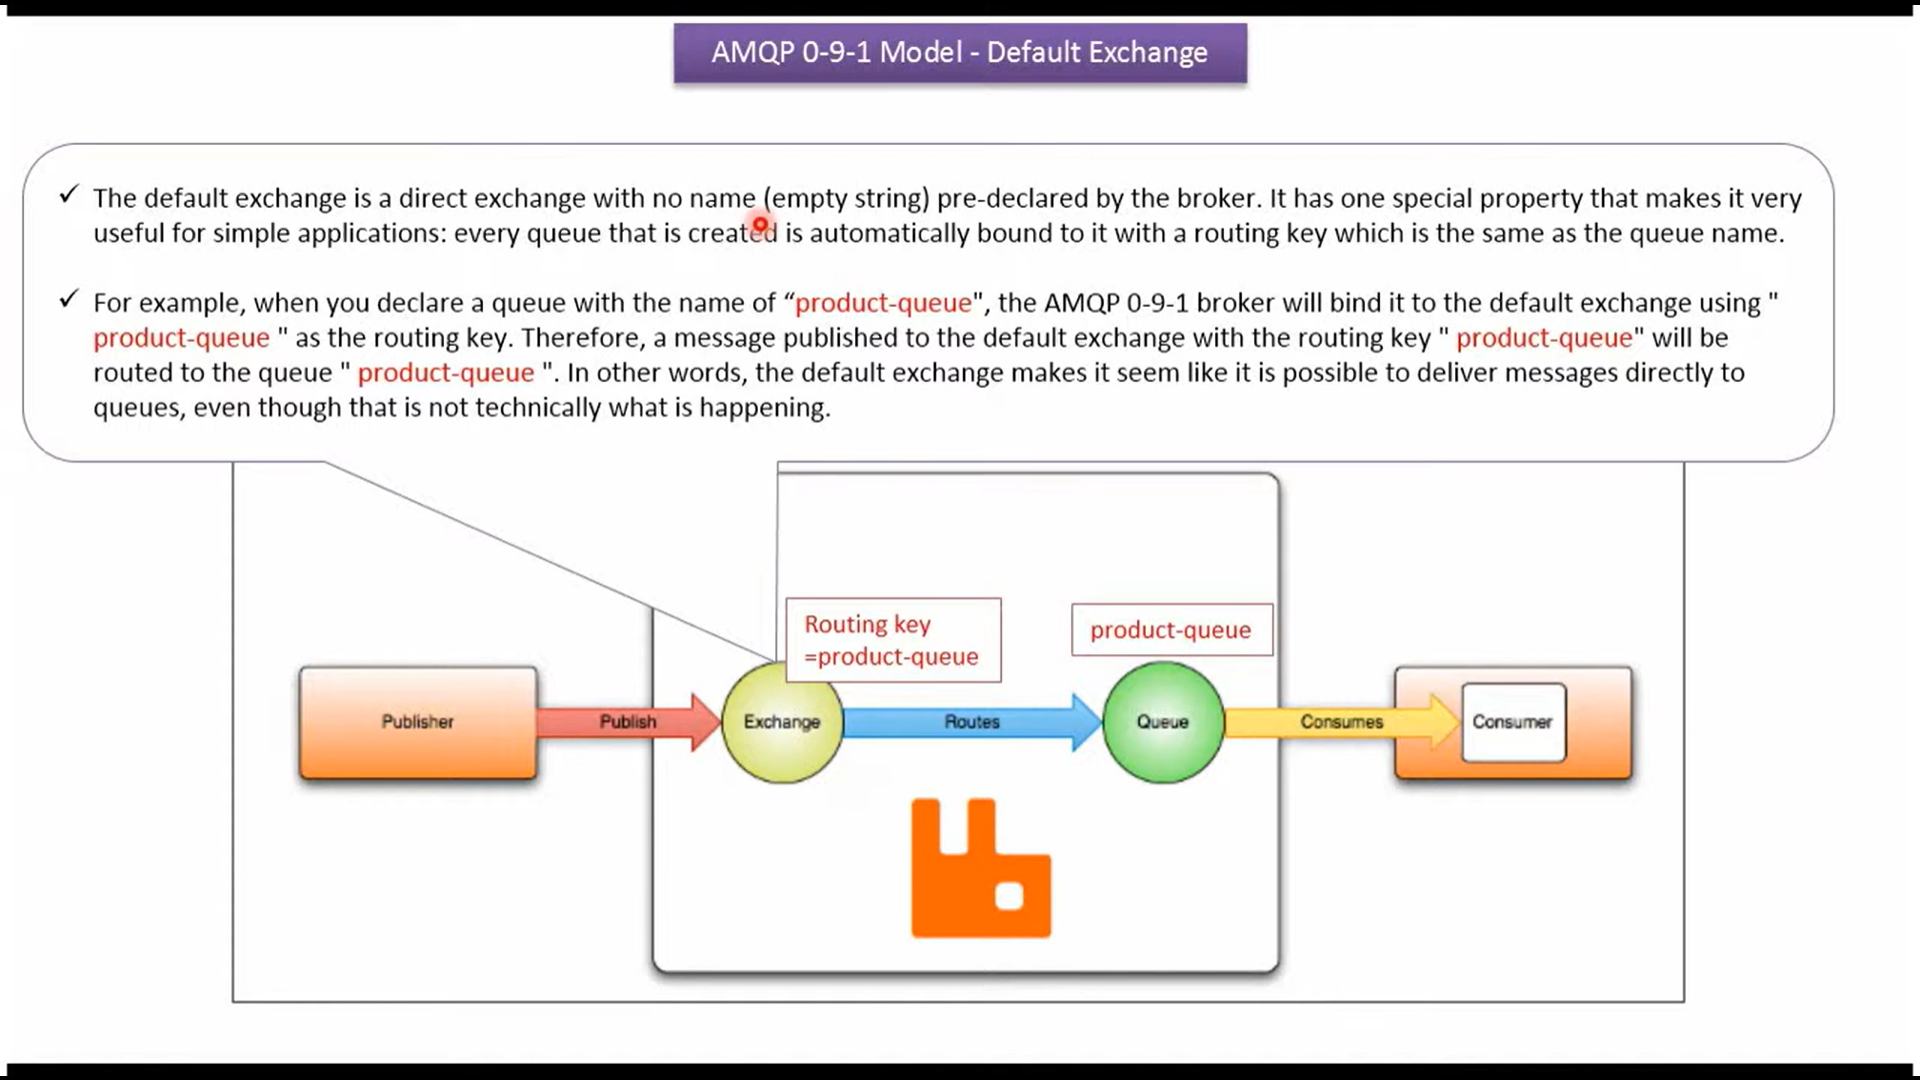 AMQP 0-9-1 Model - Default Exchange
✓ The default exchange is a direct exchange with no name (empty string) pre-declared by the broker. It has one special property that makes it very
useful for simple applications: every queue that is created is automatically bound to it with a routing key which is the same as the queue name.
✓ For example, when you declare a queue with the name of “product-queue", the AMQP 0-9-1 broker will bind it to the default exchange using "
product-queue " as the routing key. Therefore, a message published to the default exchange with the routing key " product-queue" will be
routed to the queue " product-queue ". In other words, the default exchange makes it seem like it is possible to deliver messages directly to
queues, even though that is not technically what is happening.
Routing key
=product-queue
product-queue
Publisher
Publish
Exchange
Routes
Queue
Consumes
Consumer